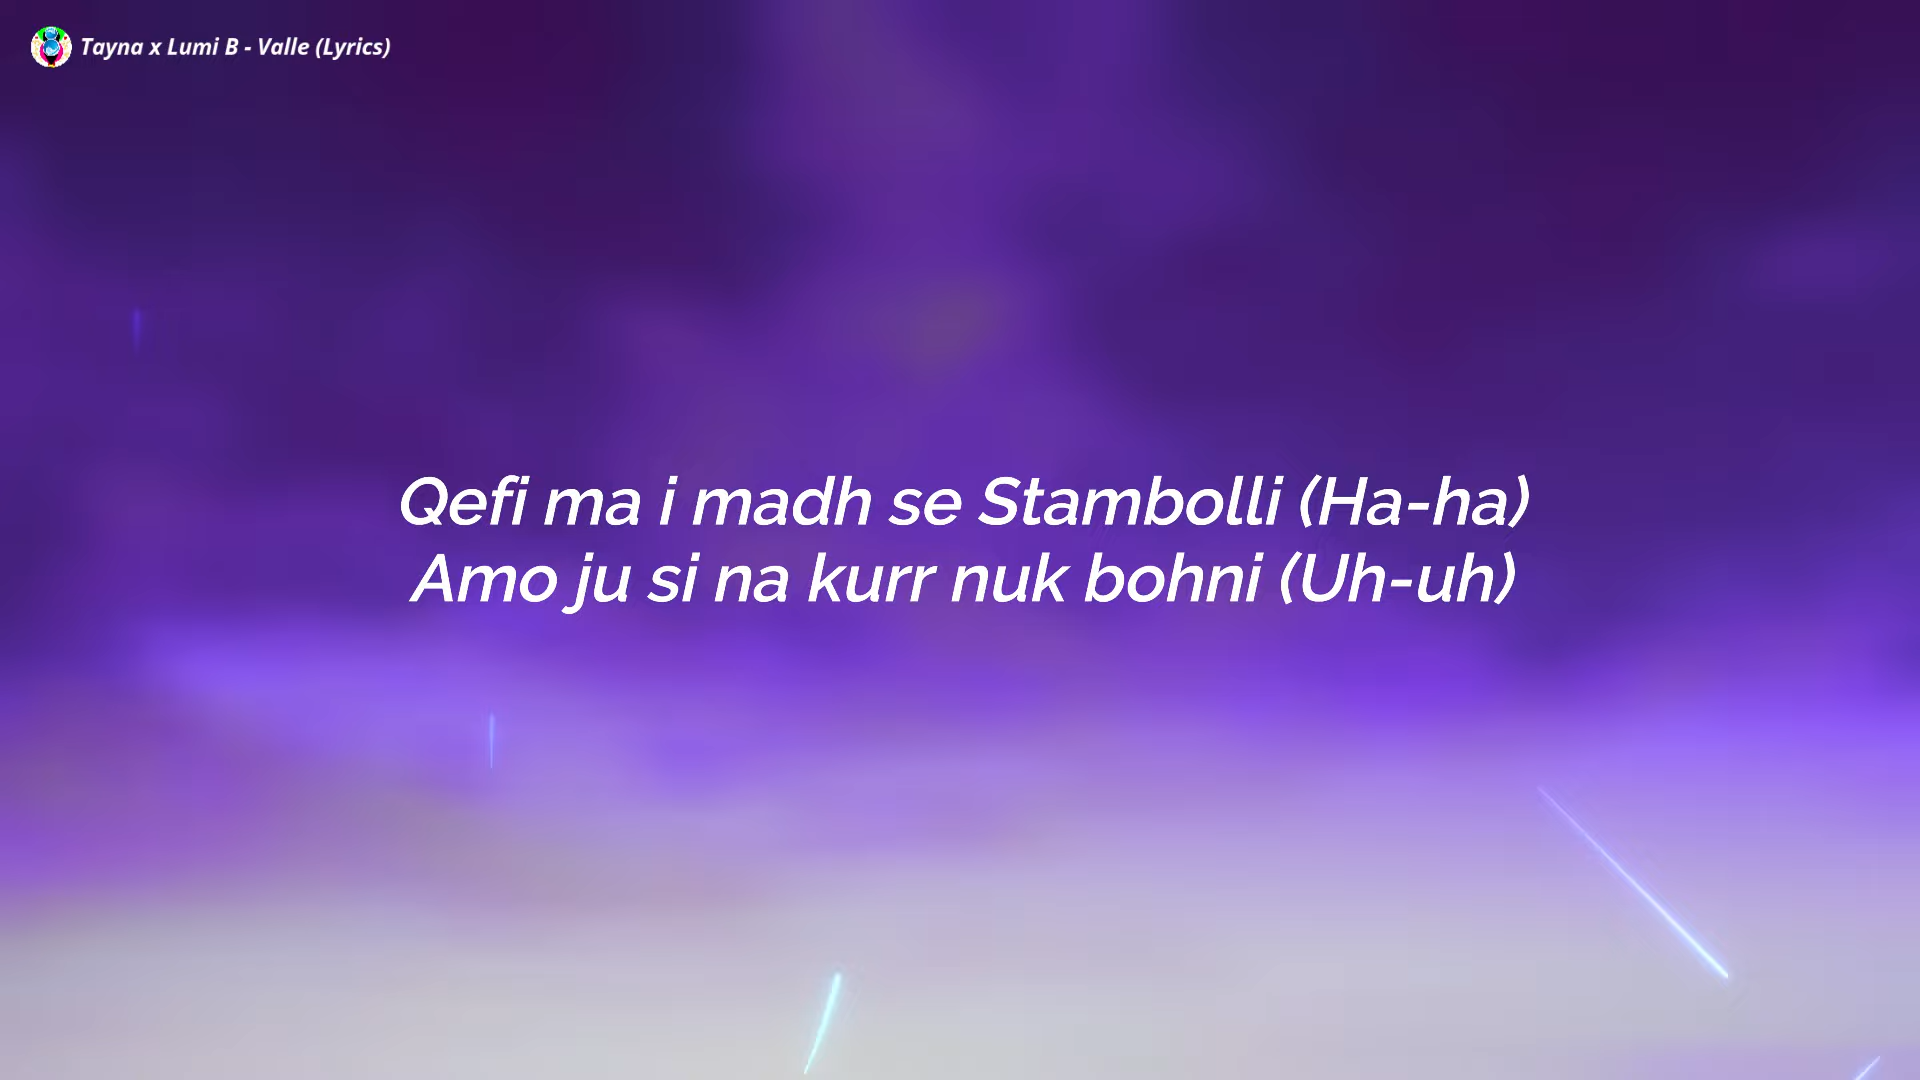 Tayna x Lumi B - Valle (Lyrics)
Qefi ma i madh se Stambolli (Ha-ha)
Amo ju si na kurr nuk bohni (Uh-uh)